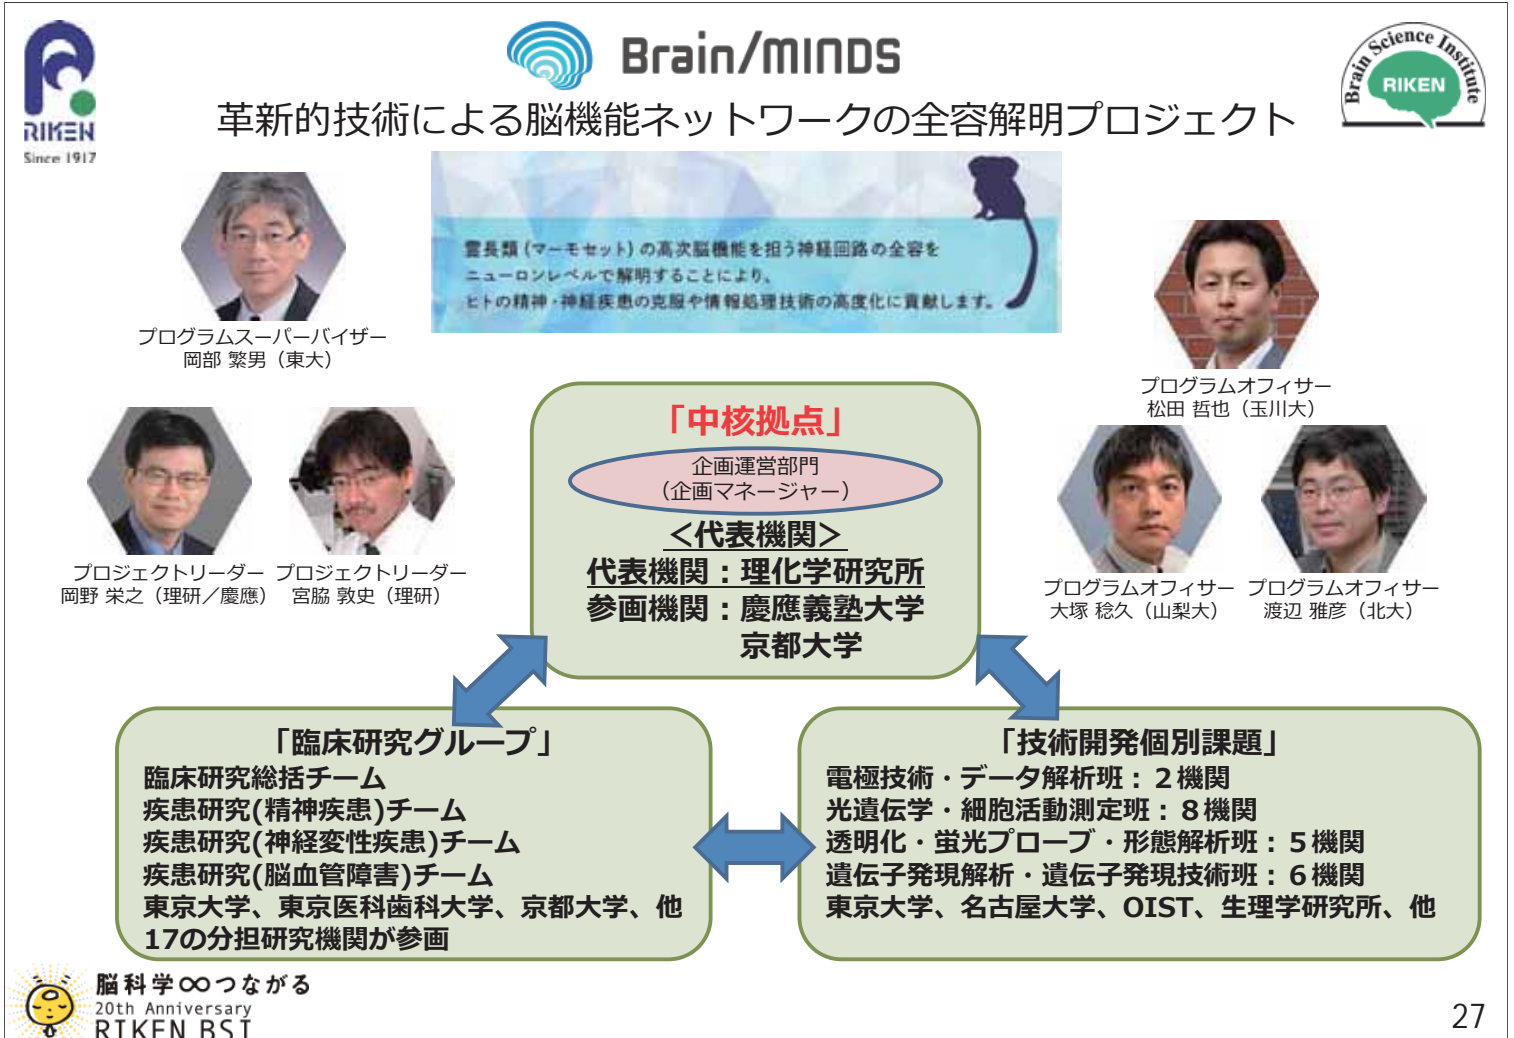 RIKEN
Since 1917
Brain/MINDS
Brain Science Institute
RIKEN
革新的技術による脳機能ネットワークの全容解明プロジェクト
霊長類(マーモセット)の高次脳機能を担う神経回路の全容を
ニューロンレベルで解明することにより、
ヒトの精神・神経疾患の克服や情報処理技術の高度化に貢献します。
プログラムスーパーバイザー
岡部 繁男(東大)
プロジェクトリーダー
岡野 栄之(理研/慶應)
プロジェクトリーダー
宮脇 敦史(理研)
プログラムオフィサー
松田 哲也(玉川大)
プログラムオフィサー
大塚 稔久(山梨大)
プログラムオフィサー
渡辺 雅彦(北大)
「中核拠点」
企画運営部門
(企画マネージャー)
<代表機関>
代表機関:理化学研究所
参画機関:慶應義塾大学
京都大学
「臨床研究グループ」
臨床研究総括チーム
疾患研究(精神疾患)チーム
疾患研究(神経変性疾患)チーム
疾患研究(脳血管障害)チーム
東京大学、東京医科歯科大学、京都大学、他
17の分担研究機関が参画
「技術開発個別課題」
電極技術・データ解析班:2機関
光遺伝学・細胞活動測定班:8機関
透明化・蛍光プローブ・形態解析班:5機関
遺伝子発現解析・遺伝子発現技術班:6機関
東京大学、名古屋大学、OIST、生理学研究所、他
脳科学∞つながる
20th Anniversary
RIKEN BSI
27